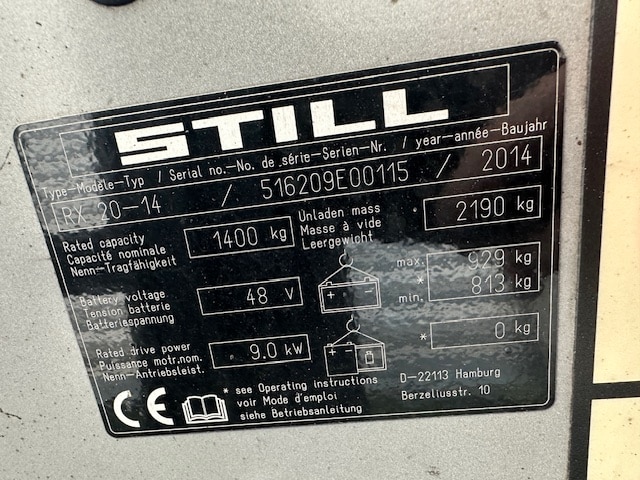 STILL
Type-Modèle-Typ / Serial no.-No. de série-Serien-Nr. / year-année-Baujahr
RX 20-14 / 516209E00115 / 2014
Rated capacity
Capacité nominale
Nenn-Tragfähigkeit
1400 kg
Unladen mass
Masse à vide
Leergewicht
2190 kg
Battery voltage
Tension batterie
Batteriespannung
48 V
+ -
max. 929 kg
*
min. 813 kg
Rated drive power
Puissance motr.nom.
Nenn-Antriebsleist.
9.0 kW
+ -
* 0 kg
CE
* see Operating instructions
voir Mode d'emploi
siehe Betriebsanleitung
D-22113 Hamburg
Berzeliusstr. 10